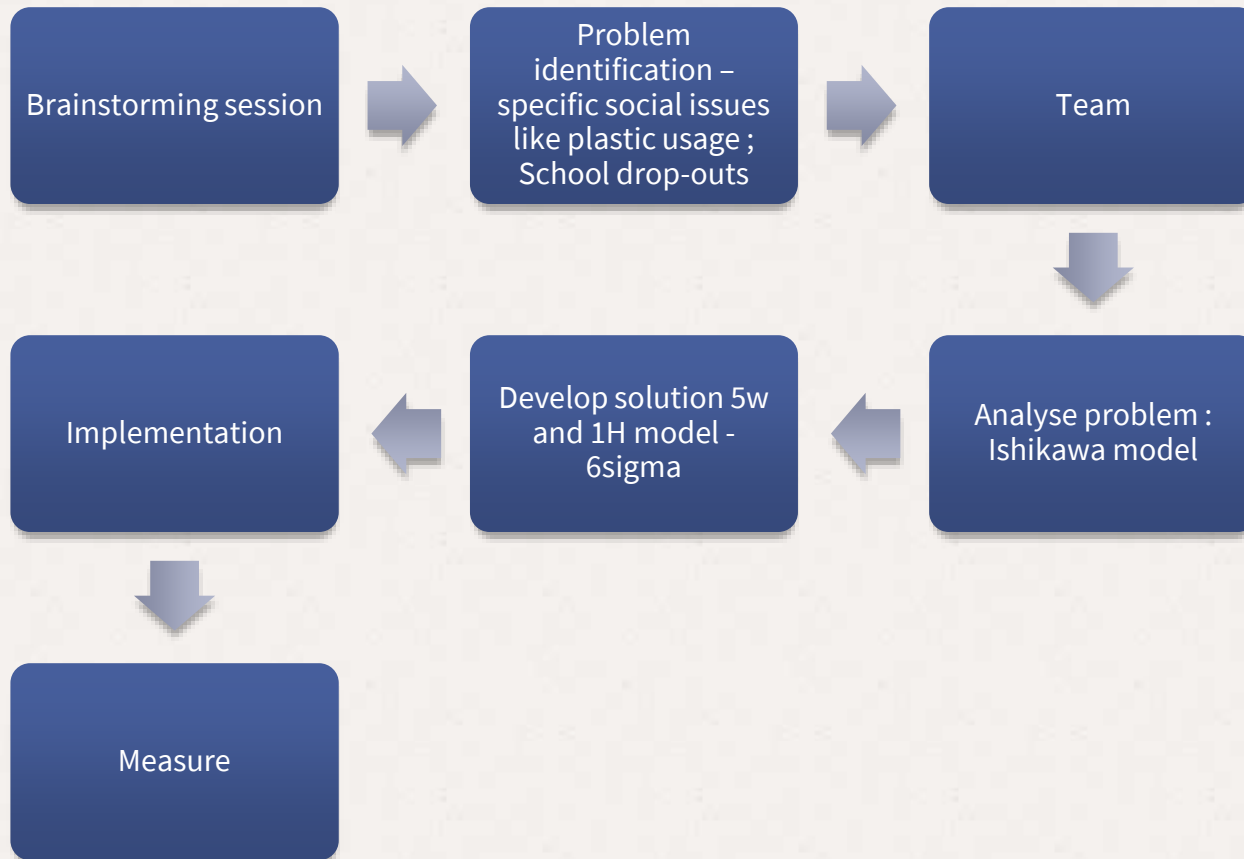 Brainstorming session
Problem
identification –
specific social issues
like plastic usage ;
School drop-outs
Team
Analyse problem :
Ishikawa model
Develop solution 5w
and 1H model -
6sigma
Implementation
Measure